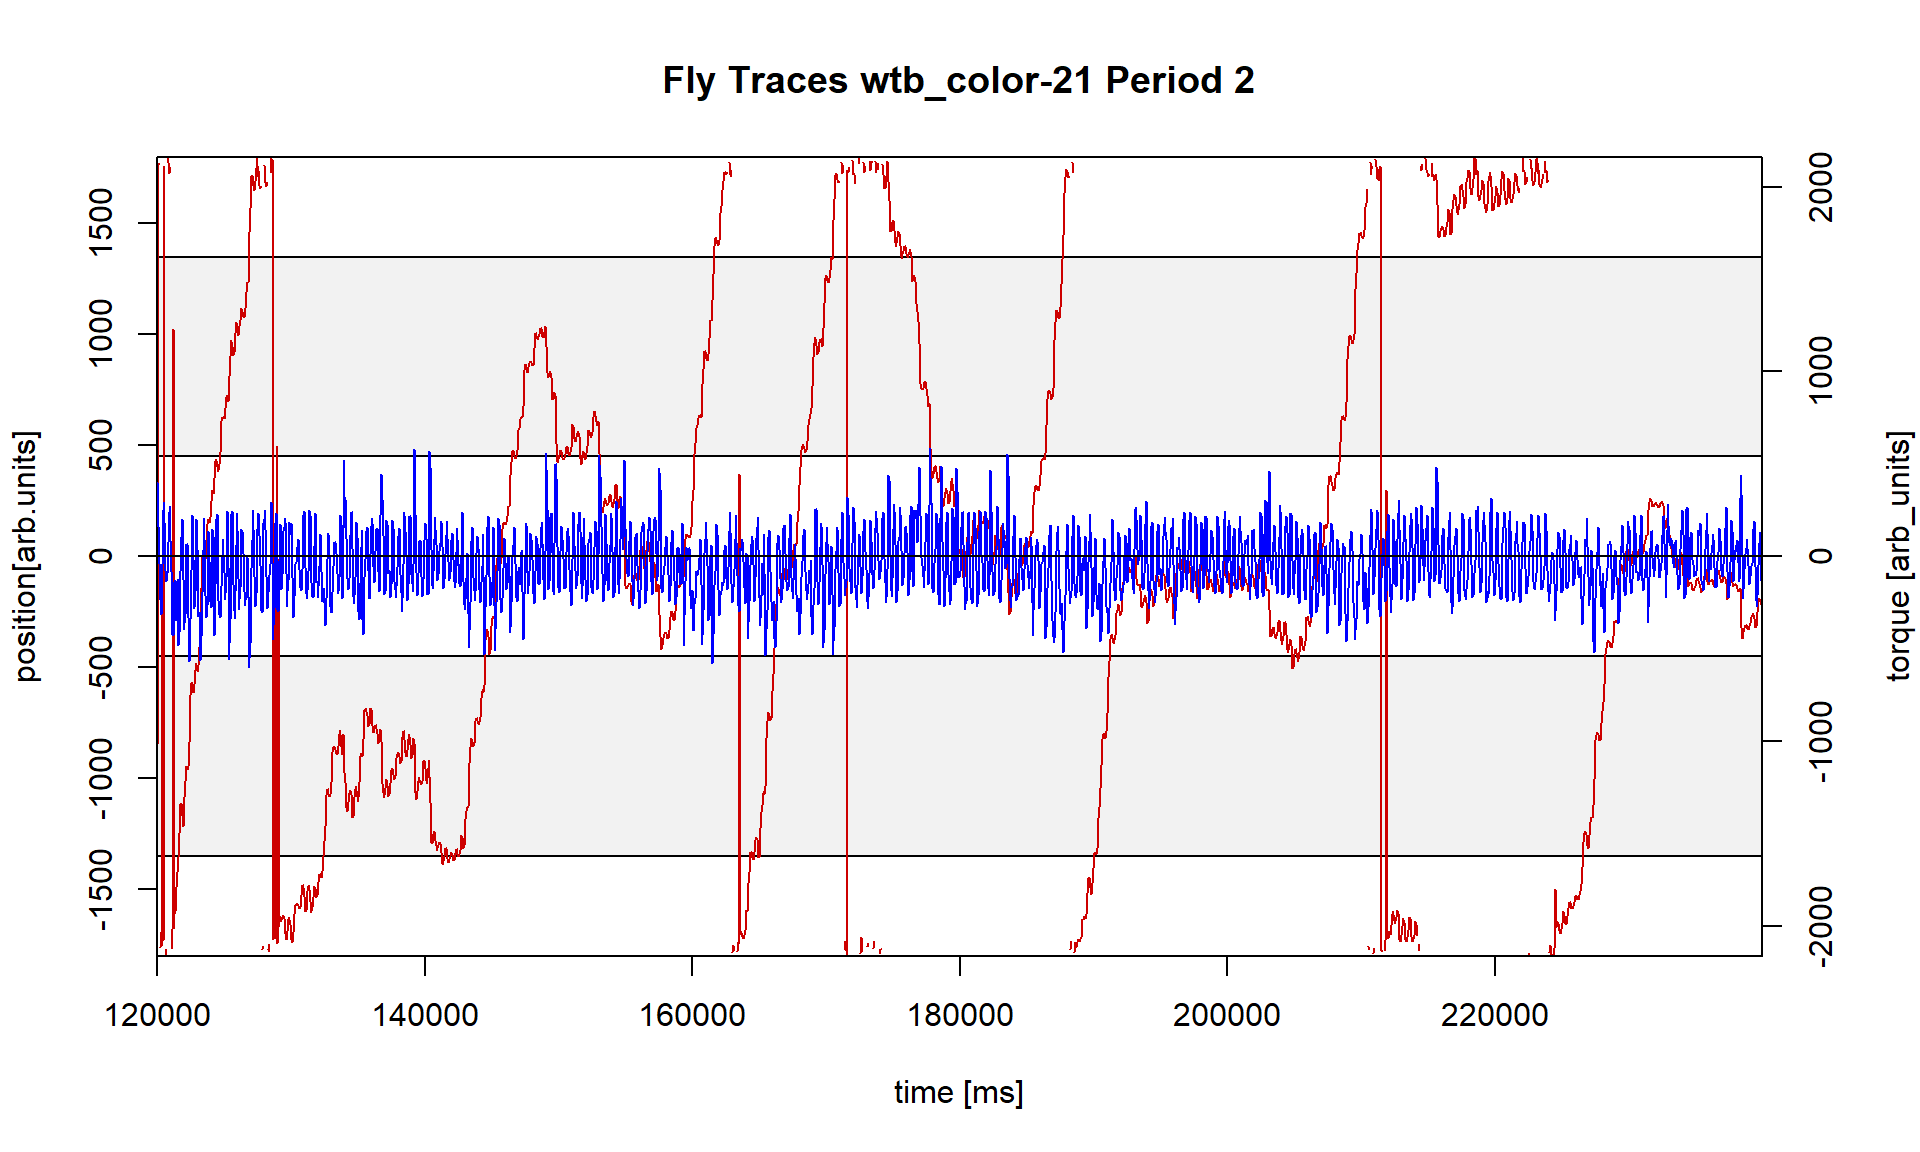 Fly Traces wtb_color-21 Period 2
position[arb.units]
1500
1000
500
0
-500
-1000
-1500
2000
1000
0
-1000
-2000
torque [arb_units]
120000 140000 160000 180000 200000 220000
time [ms]